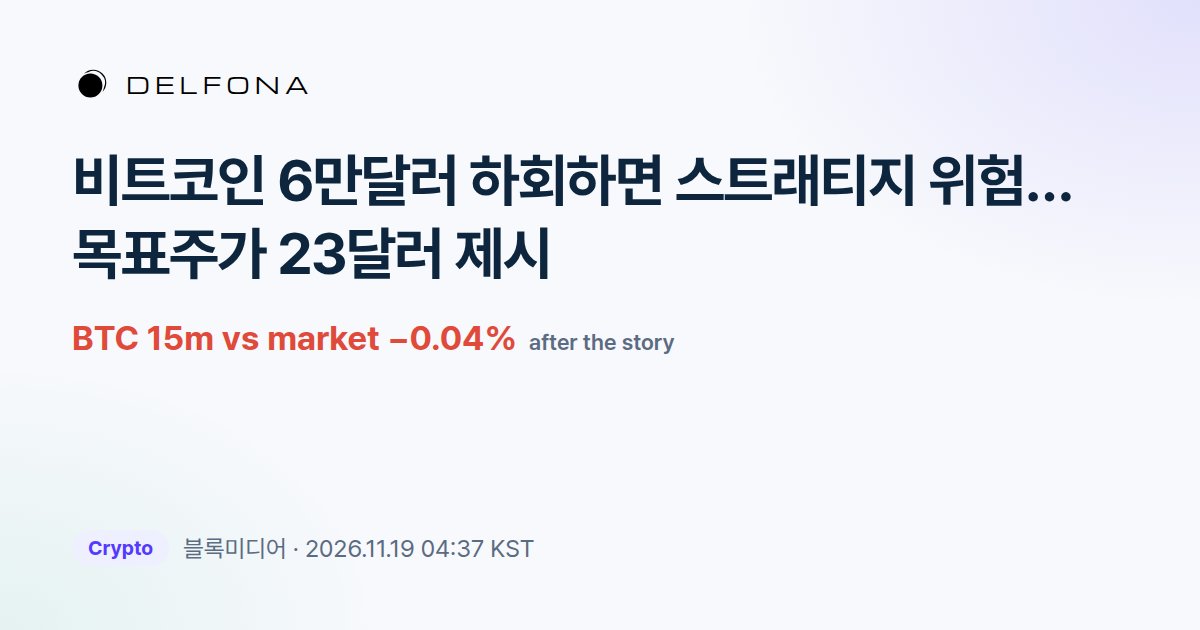 DELFONA
비트코인 6만달러 하회하면 스트래티지 위험...
목표주가 23달러 제시
BTC 15m vs market −0.04% after the story
Crypto 블록미디어 · 2026.11.19 04:37 KST